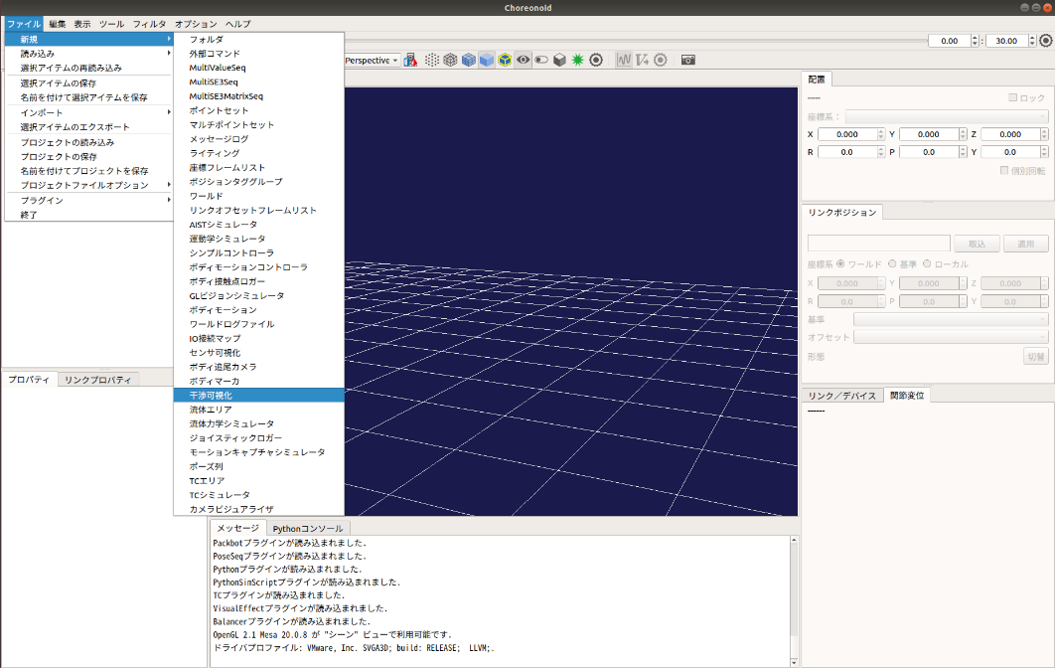 Choreonoid
ファイル 編集 表示 ツール フィルタ オプション ヘルプ
新規
読み込み
選択アイテムの再読み込み
選択アイテムの保存
名前を付けて選択アイテムを保存
インポート
選択アイテムのエクスポート
プロジェクトの読み込み
プロジェクトの保存
名前を付けてプロジェクトを保存
プロジェクトファイルオプション
プラグイン
終了
フォルダ
外部コマンド
MultiValueSeq
MultiSE3Seq
MultiSE3MatrixSeq
ポイントセット
マルチポイントセット
メッセージログ
ライティング
座標フレームリスト
ポジションタググループ
ワールド
リンクオフセットフレームリスト
AISTシミュレータ
運動学シミュレータ
シンプルコントローラ
ボディモーションコントローラ
ボディ接触点ロガー
GLビジョンシミュレータ
ボディモーション
ワールドログファイル
IO接続マップ
センサ可視化
ボディ追尾カメラ
ボディマーカ
干渉可視化
流体エリア
流体力学シミュレータ
ジョイスティックロガー
モーションキャプチャシミュレータ
ポーズ列
TCエリア
TCシミュレータ
カメラビジュアライザ
Perspective
0.00 : 30.00
配置
---- ロック
座標系:
X 0.000 Y 0.000 Z 0.000
R 0.0 P 0.0 Y 0.0
個別回転
リンクポジション
取込 適用
座標系 ワールド 基準 ローカル
X 0.000 Y 0.000 Z 0.000
R 0.0 P 0.0 Y 0.0
基準
オフセット
形態 切替
リンク／デバイス 関節変位
------
プロパティ リンクプロパティ
メッセージ Pythonコンソール
Packbotプラグインが読み込まれました.
PoseSeqプラグインが読み込まれました.
Pythonプラグインが読み込まれました.
PythonSimScriptプラグインが読み込まれました.
TCプラグインが読み込まれました.
VisualEffectプラグインが読み込まれました.
Balancerプラグインが読み込まれました.
OpenGL 2.1 Mesa 20.0.8 が "シーン" ビューで利用可能です.
ドライバプロファイル: VMware, Inc. SVGA3D; build: RELEASE; LLVM;.